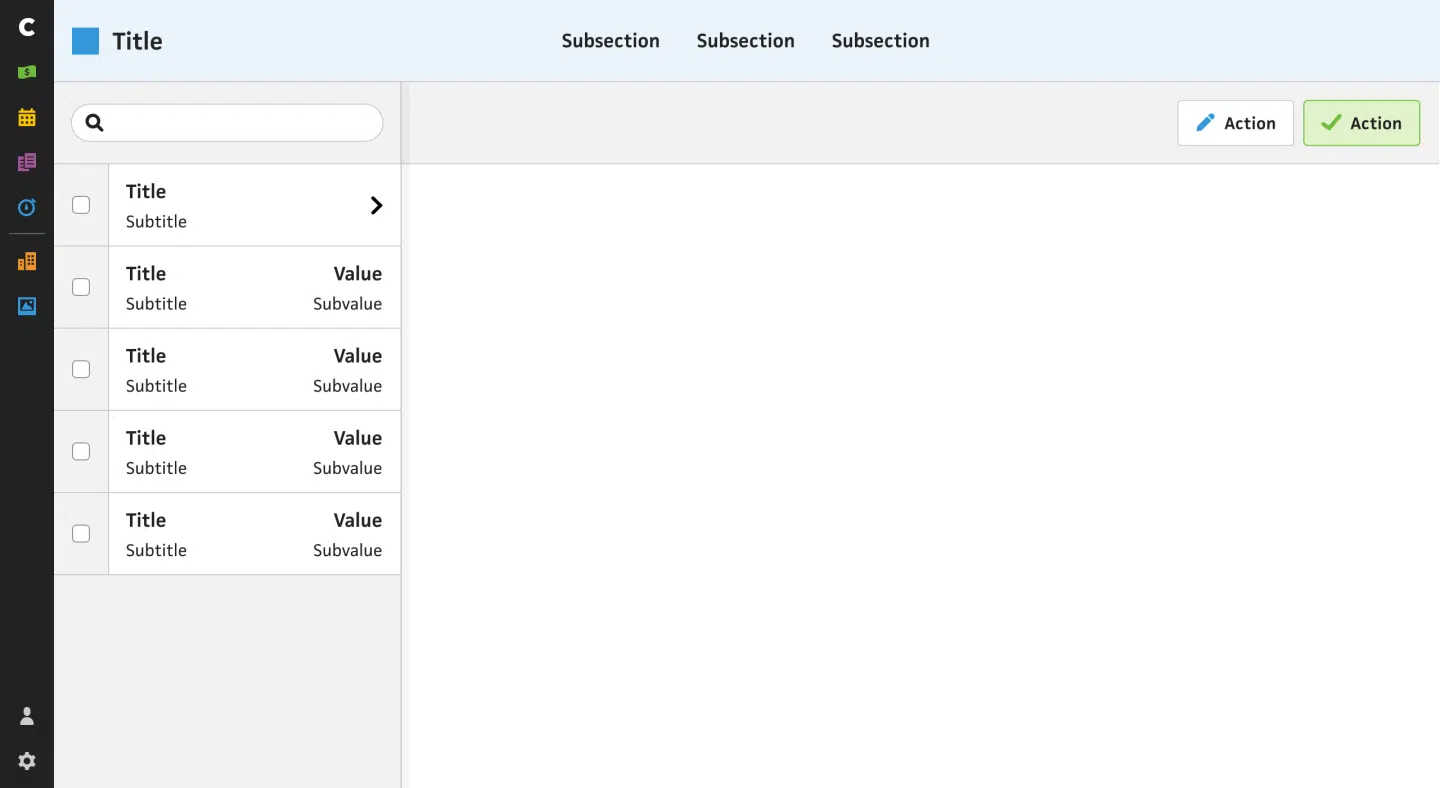 C
Title
Subsection Subsection Subsection
Action Action
Title
Subtitle
Title Value
Subtitle Subvalue
Title Value
Subtitle Subvalue
Title Value
Subtitle Subvalue
Title Value
Subtitle Subvalue